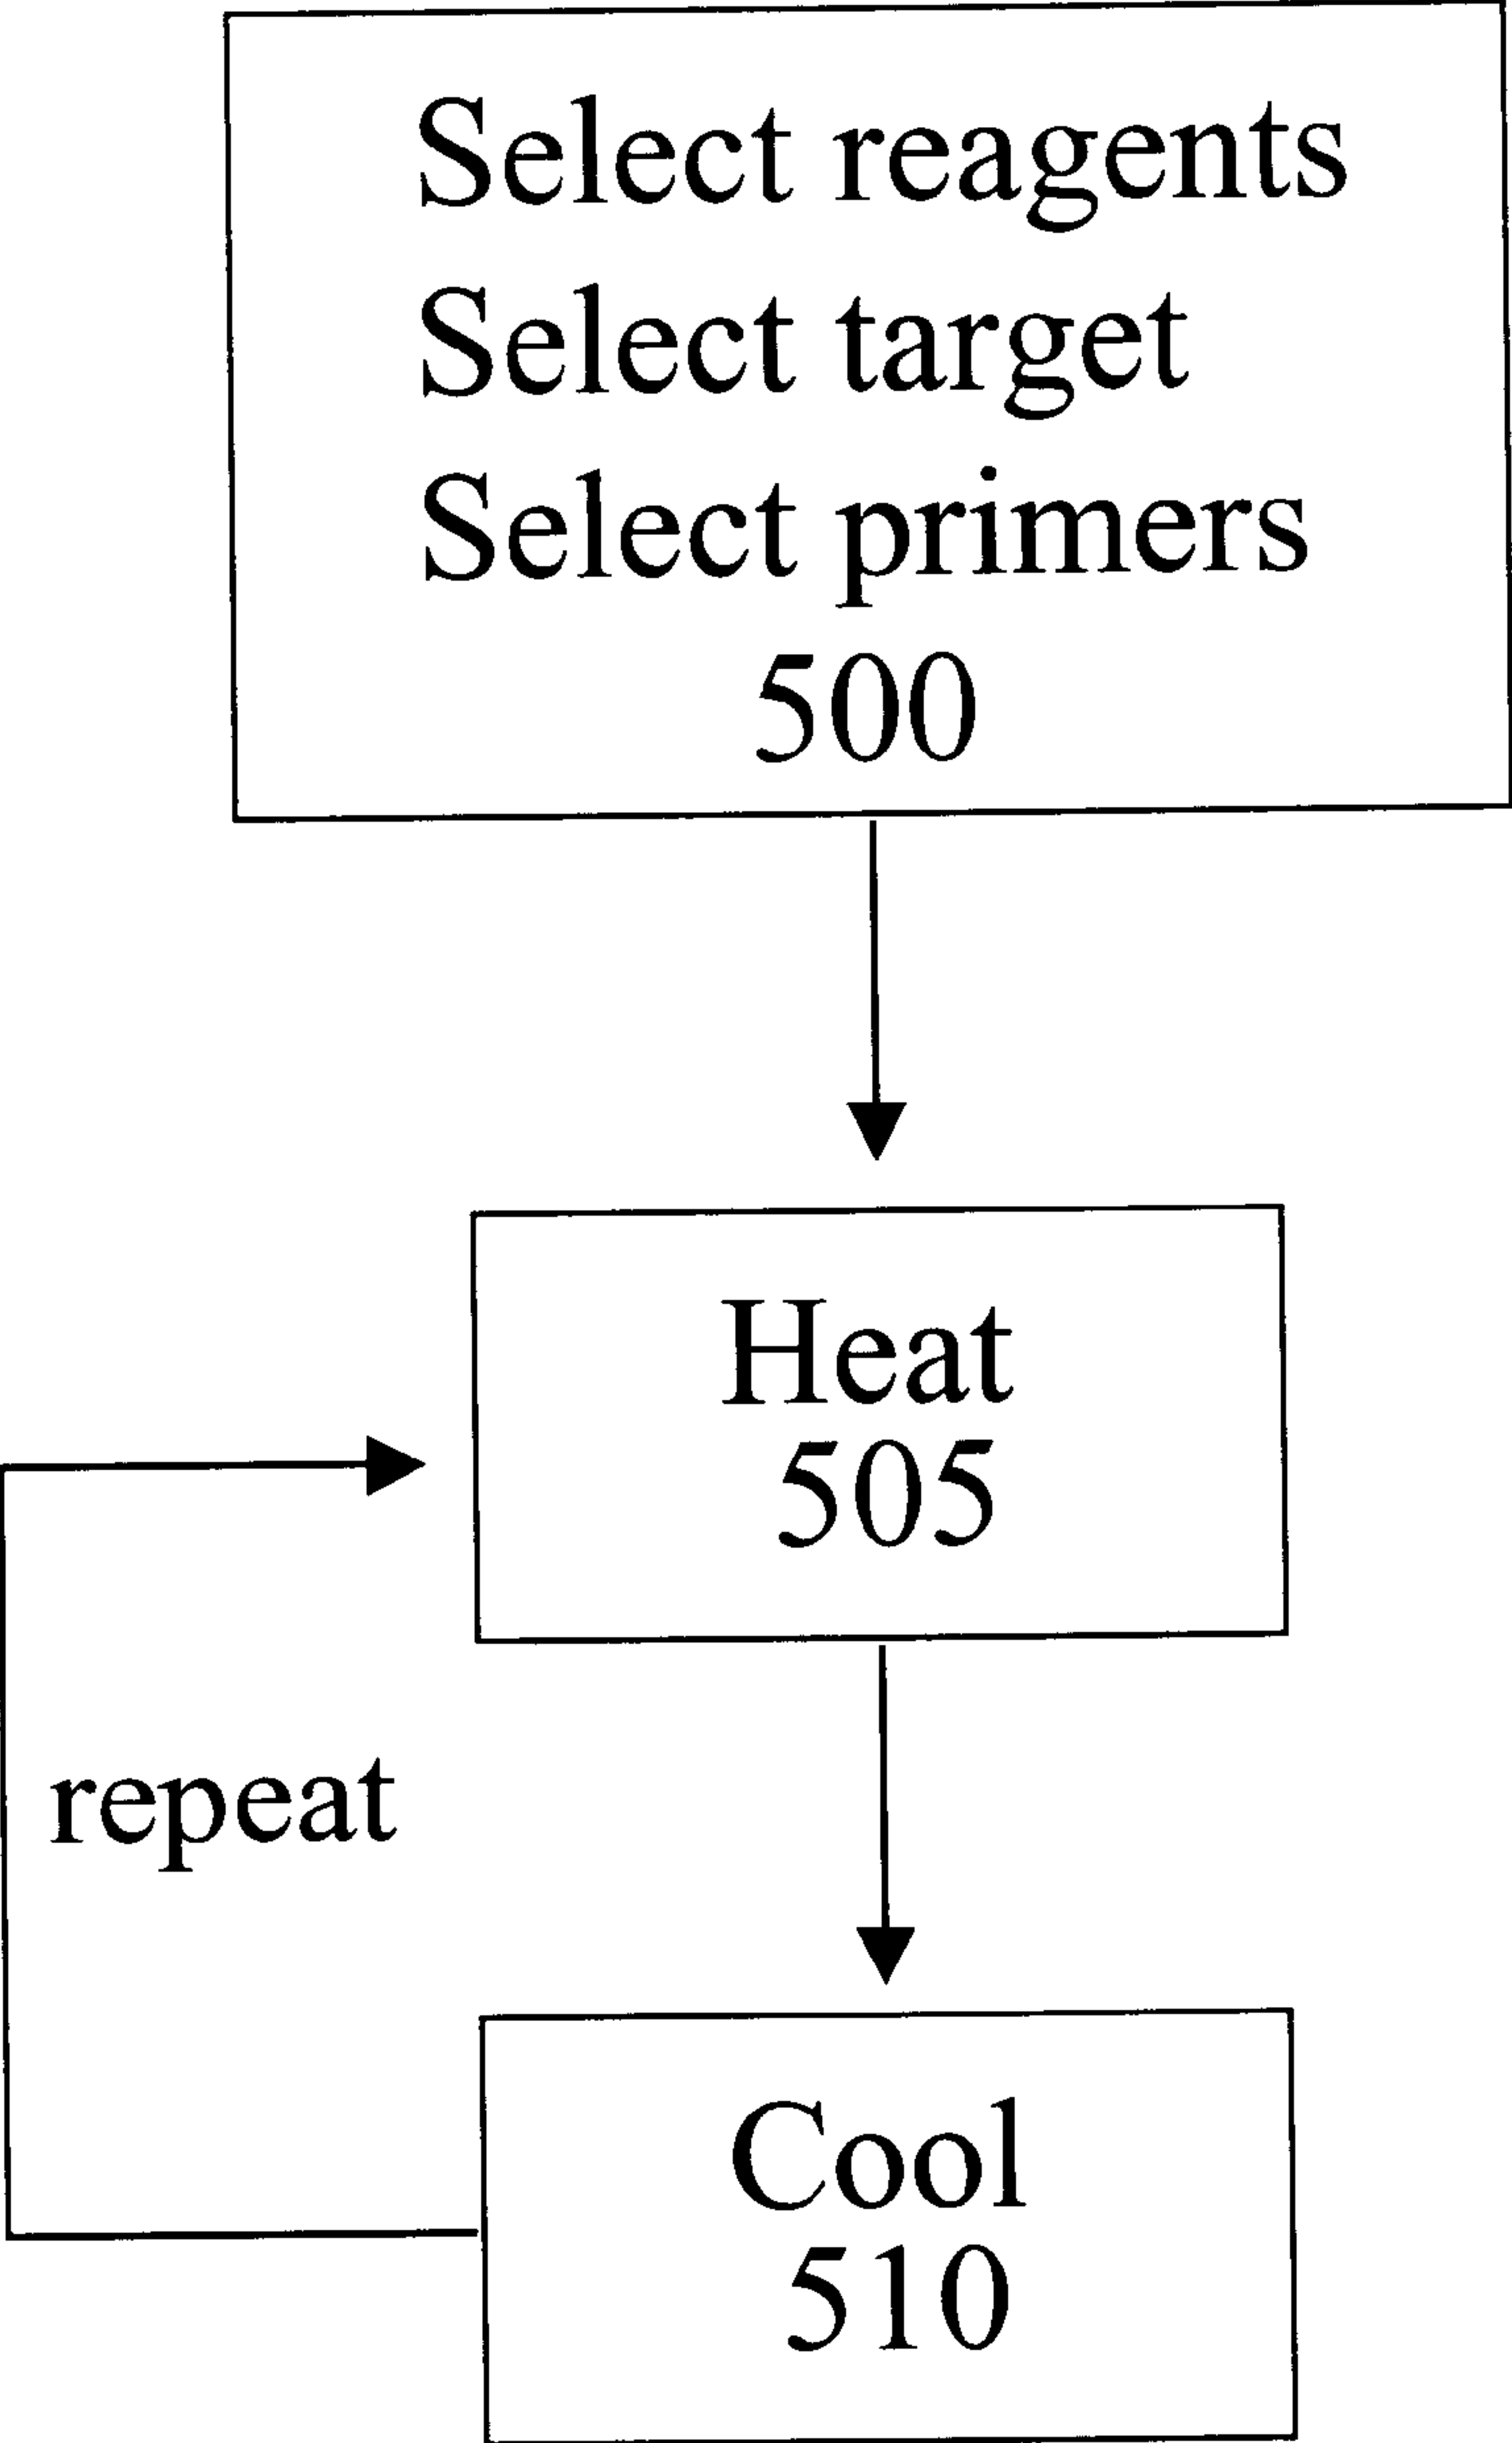 Select reagents
Select target
Select primers
500
Heat
505
repeat
Cool
510